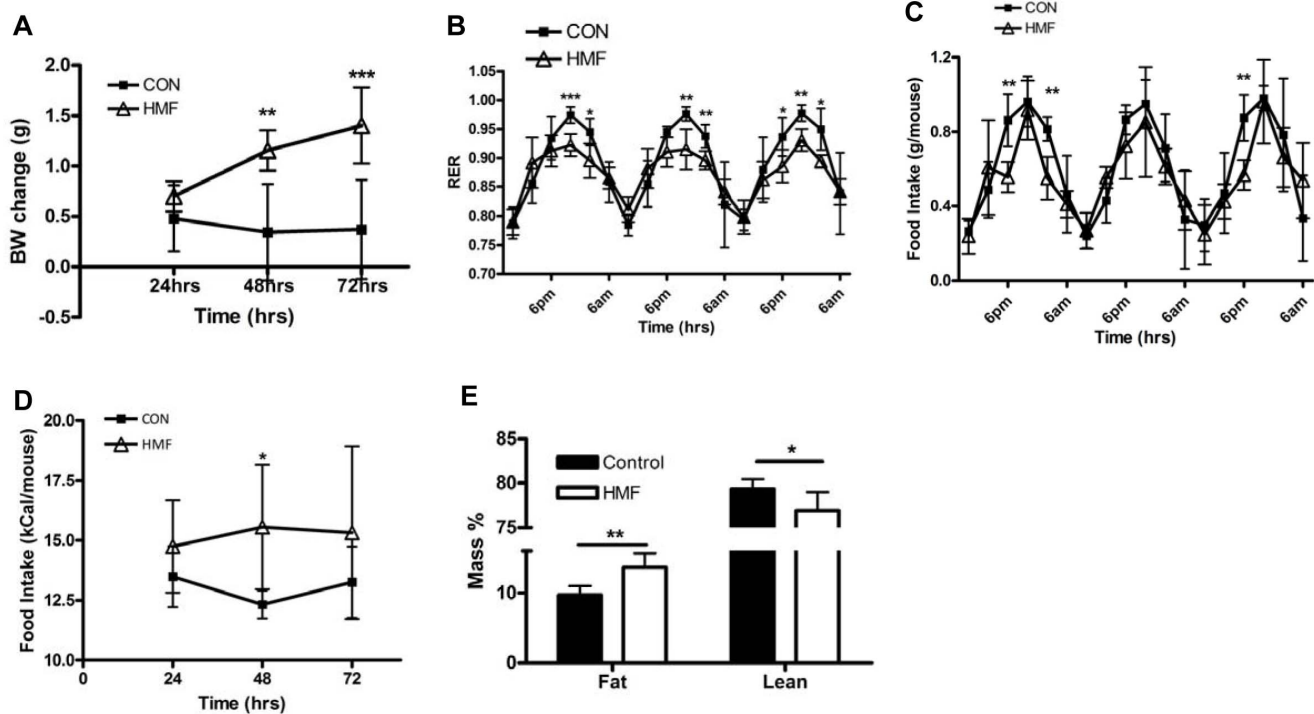 A
BW change (g)
2.0
1.5
1.0
0.5
0.0
-0.5
CON
HMF
**
***
24hrs 48hrs 72hrs
Time (hrs)
B
CON
HMF
RER
1.05
1.00
0.95
0.90
0.85
0.80
0.75
0.70
*** * ** ** * ** *
6pm 6am 6pm 6am 6pm 6am
Time (hrs)
C
CON
HMF
Food Intake (g/mouse)
1.2
0.8
0.4
0.0
** ** **
6pm 6am 6pm 6am 6pm 6am
Time (hrs)
D
Food Intake (kCal/mouse)
20.0
17.5
15.0
12.5
10.0
CON
HMF
*
0 24 48 72
Time (hrs)
E
Mass %
85
80
75
10
0
Control
HMF
**
*
Fat Lean